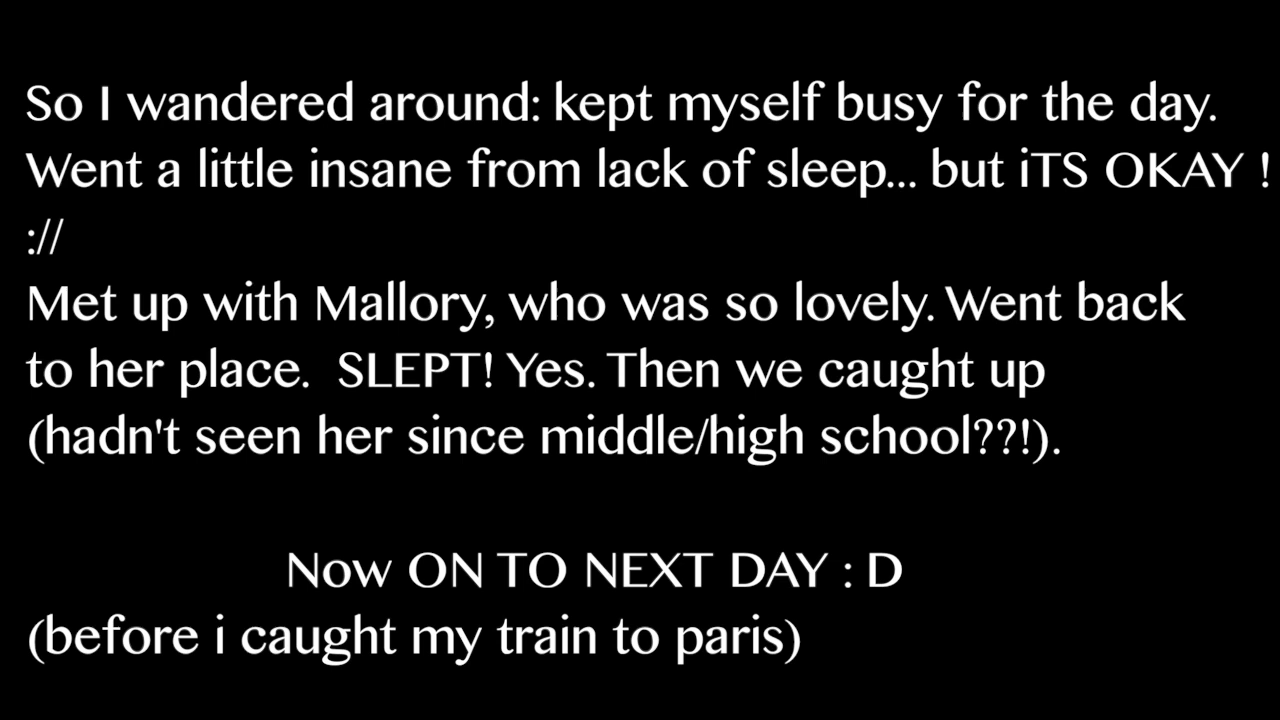 So I wandered around: kept myself busy for the day.
Went a little insane from lack of sleep... but iTS OKAY !
://
Met up with Mallory, who was so lovely. Went back
to her place.  SLEPT! Yes. Then we caught up
(hadn't seen her since middle/high school??!).
Now ON TO NEXT DAY : D
(before i caught my train to paris)